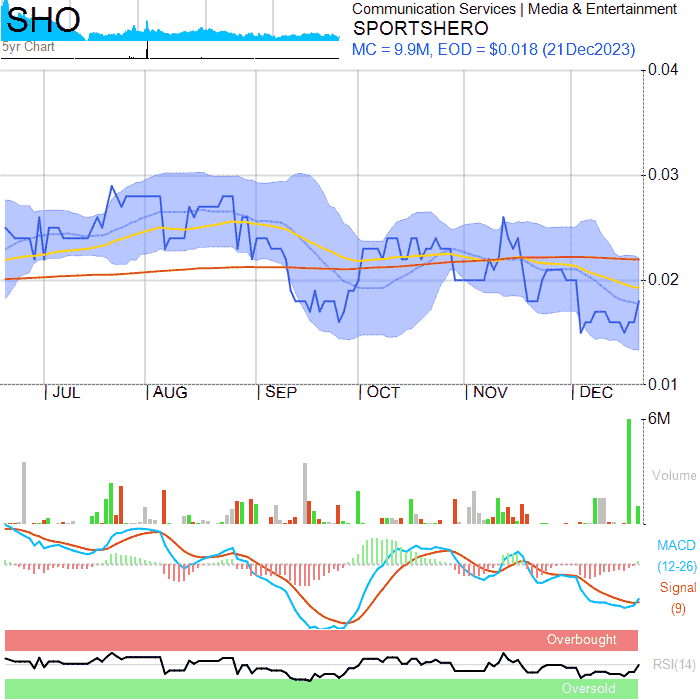 SHO
5yr Chart
Communication Services | Media & Entertainment
SPORTSHERO
MC = 9.9M, EOD = $0.018 (21Dec2023)
0.04
0.03
0.02
0.01
JUL AUG SEP OCT NOV DEC
6M
Volume
MACD
(12-26)
Signal
(9)
Overbought
RSI(14)
Oversold